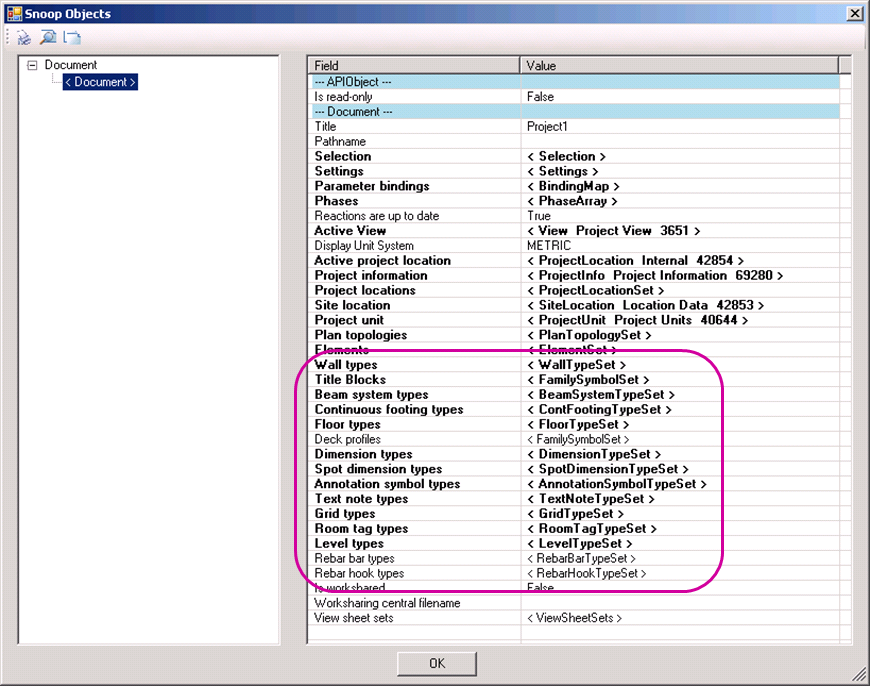 Snoop Objects
Document
< Document >
Field Value
--- APIObject ---
Is read-only False
--- Document ---
Title Project1
Pathname
Selection < Selection >
Settings < Settings >
Parameter bindings < BindingMap >
Phases < PhaseArray >
Reactions are up to date True
Active View < View Project View 3651 >
Display Unit System METRIC
Active project location < ProjectLocation Internal 42854 >
Project information < ProjectInfo Project Information 69280 >
Project locations < ProjectLocationSet >
Site location < SiteLocation Location Data 42853 >
Project unit < ProjectUnit Project Units 40644 >
Plan topologies < PlanTopologySet >
Elements < ElementSet >
Wall types < WallTypeSet >
Title Blocks < FamilySymbolSet >
Beam system types < BeamSystemTypeSet >
Continuous footing types < ContFootingTypeSet >
Floor types < FloorTypeSet >
Deck profiles < FamilySymbolSet >
Dimension types < DimensionTypeSet >
Spot dimension types < SpotDimensionTypeSet >
Annotation symbol types < AnnotationSymbolTypeSet >
Text note types < TextNoteTypeSet >
Grid types < GridTypeSet >
Room tag types < RoomTagTypeSet >
Level types < LevelTypeSet >
Rebar bar types < RebarBarTypeSet >
Rebar hook types < RebarHookTypeSet >
Is workshared False
Worksharing central filename
View sheet sets < ViewSheetSets >
OK